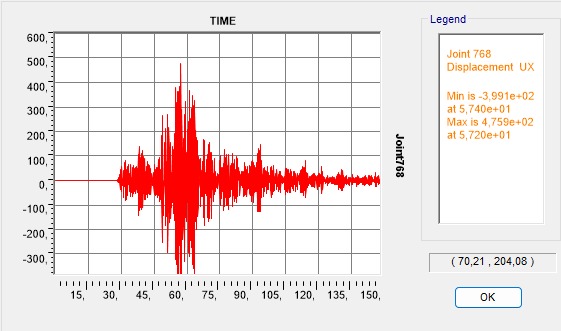 TIME
Legend
600,
500,
400,
300,
200,
100,
0,
-100,
-200,
-300,
15, 30, 45, 60, 75, 90, 105, 120, 135, 150,
Joint768
Joint 768
Displacement UX
Min is -3,991e+02
at 5,740e+01
Max is 4,759e+02
at 5,720e+01
( 70,21 , 204,08 )
OK